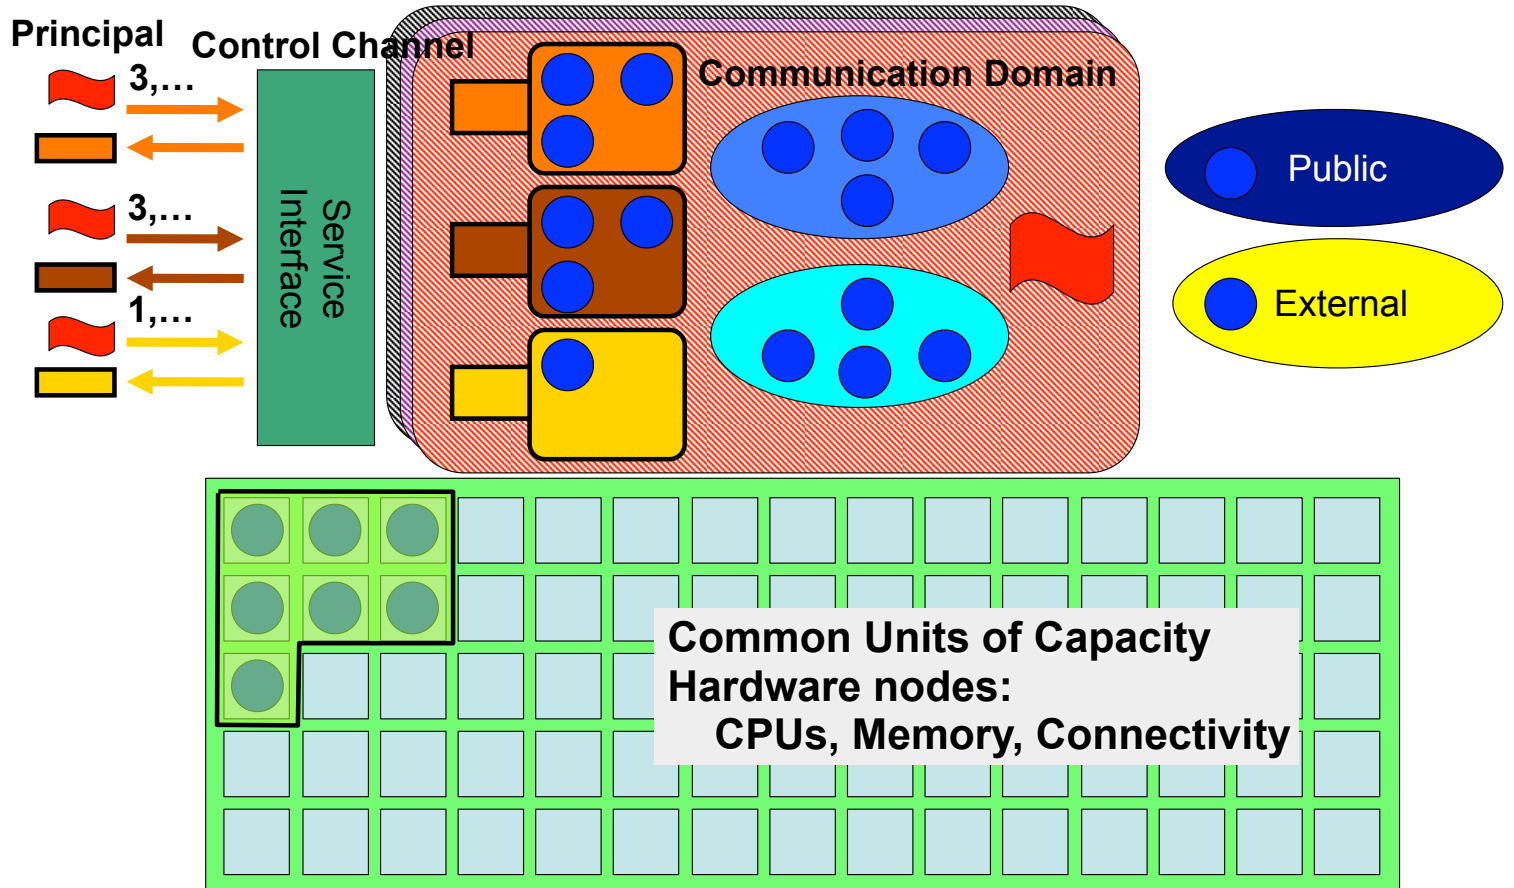 Principal
Control Channel
3,…
3,…
1,…
Service
Interface
Communication Domain
Public
External
Common Units of Capacity
Hardware nodes:
CPUs, Memory, Connectivity